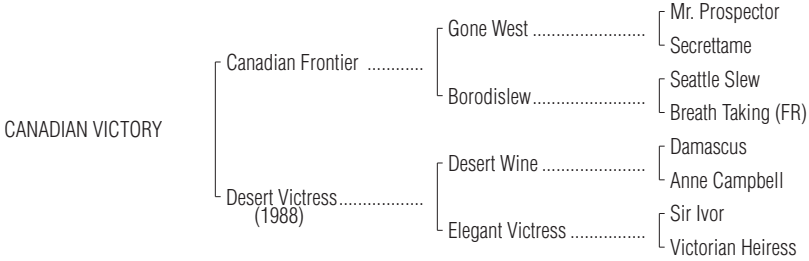 Mr. Prospector
Gone West ........................
Secrettame
Canadian Frontier ............
Seattle Slew
Borodislew........................
Breath Taking (FR)
CANADIAN VICTORY
Damascus
Desert Wine ......................
Anne Campbell
Desert Victress..................
(1988)
Sir Ivor
Elegant Victress ................
Victorian Heiress